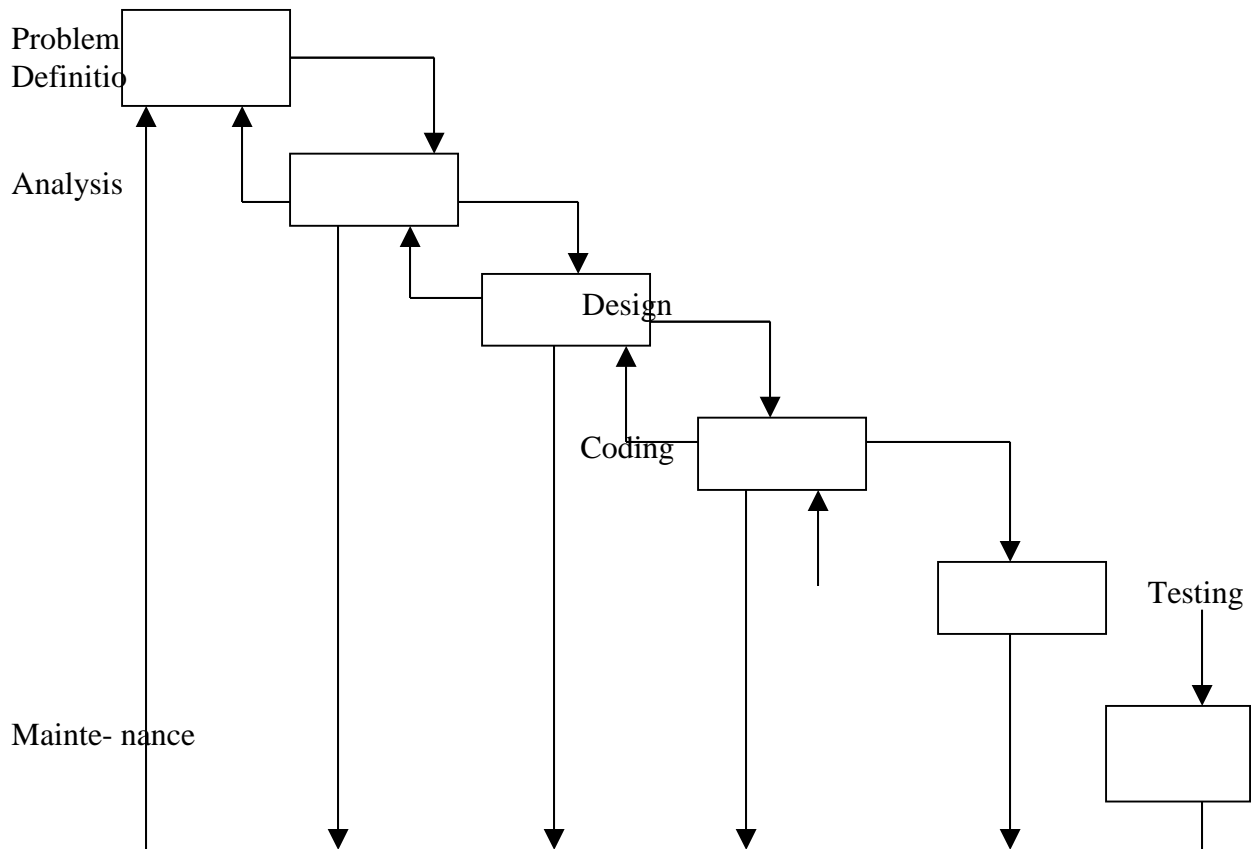 Problem
Definitio
Analysis
Design
Coding
Testing
Mainte- nance